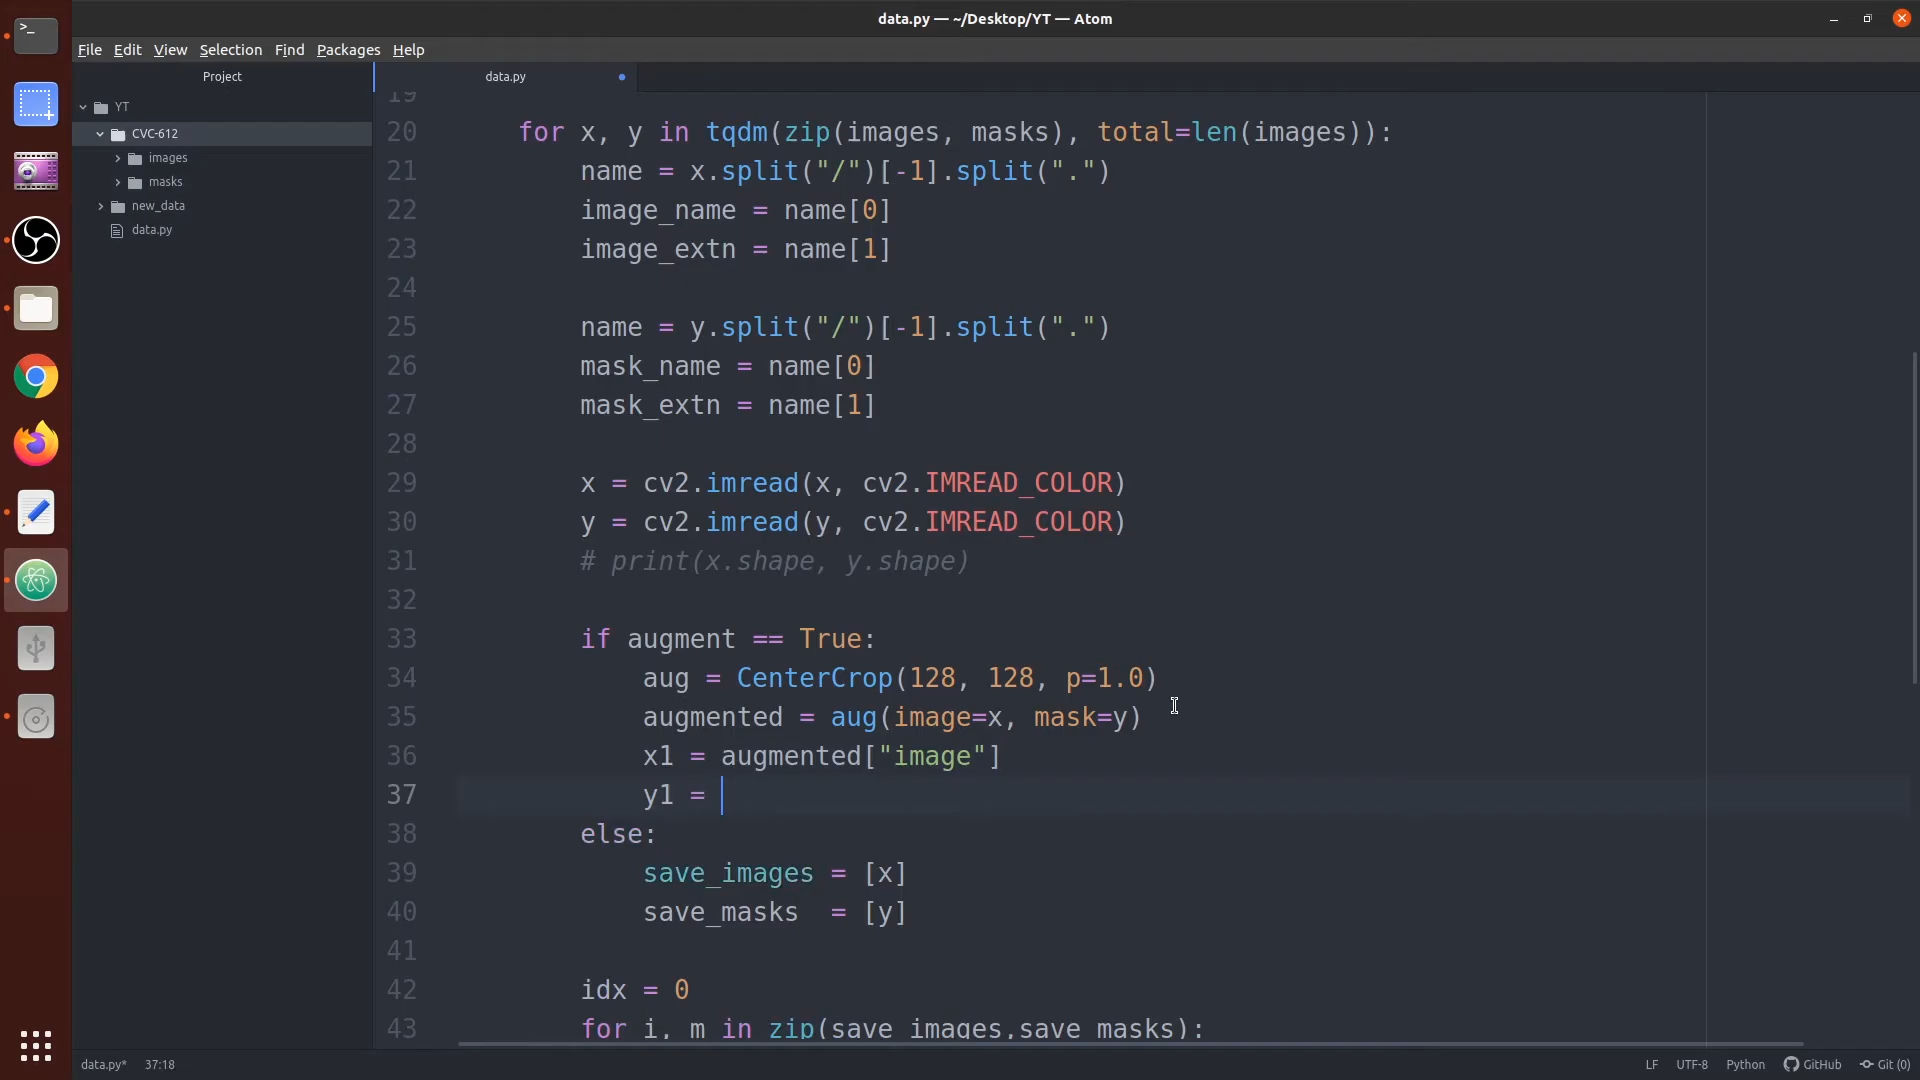 data.py — ~/Desktop/YT — Atom
File Edit View Selection Find Packages Help
Project
data.py
YT
CVC-612
images
masks
new_data
data.py
19
20 for x, y in tqdm(zip(images, masks), total=len(images)):
21 name = x.split("/")[-1].split(".")
22 image_name = name[0]
23 image_extn = name[1]
24
25 name = y.split("/")[-1].split(".")
26 mask_name = name[0]
27 mask_extn = name[1]
28
29 x = cv2.imread(x, cv2.IMREAD_COLOR)
30 y = cv2.imread(y, cv2.IMREAD_COLOR)
31 # print(x.shape, y.shape)
32
33 if augment == True:
34 aug = CenterCrop(128, 128, p=1.0)
35 augmented = aug(image=x, mask=y)
36 x1 = augmented["image"]
37 y1 =
38 else:
39 save_images = [x]
40 save_masks  = [y]
41
42 idx = 0
43 for i, m in zip(save_images,save_masks):
data.py* 37:18 LF UTF-8 Python GitHub Git (0)